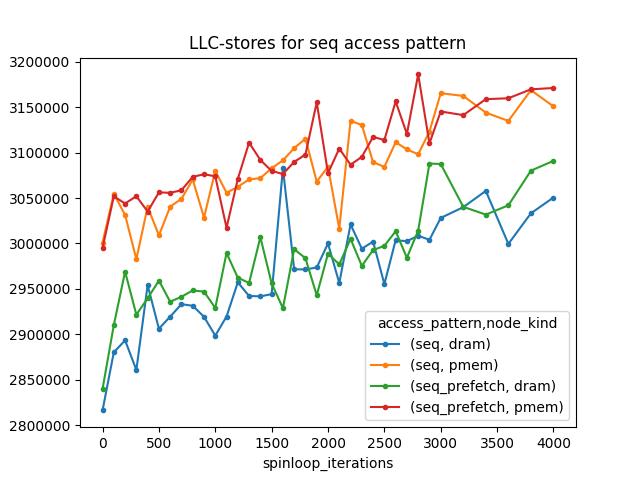 LLC-stores for seq access pattern
3200000
3150000
3100000
3050000
3000000
2950000
2900000
2850000
2800000
access_pattern,node_kind
(seq, dram)
(seq, pmem)
(seq_prefetch, dram)
(seq_prefetch, pmem)
0 500 1000 1500 2000 2500 3000 3500 4000
spinloop_iterations